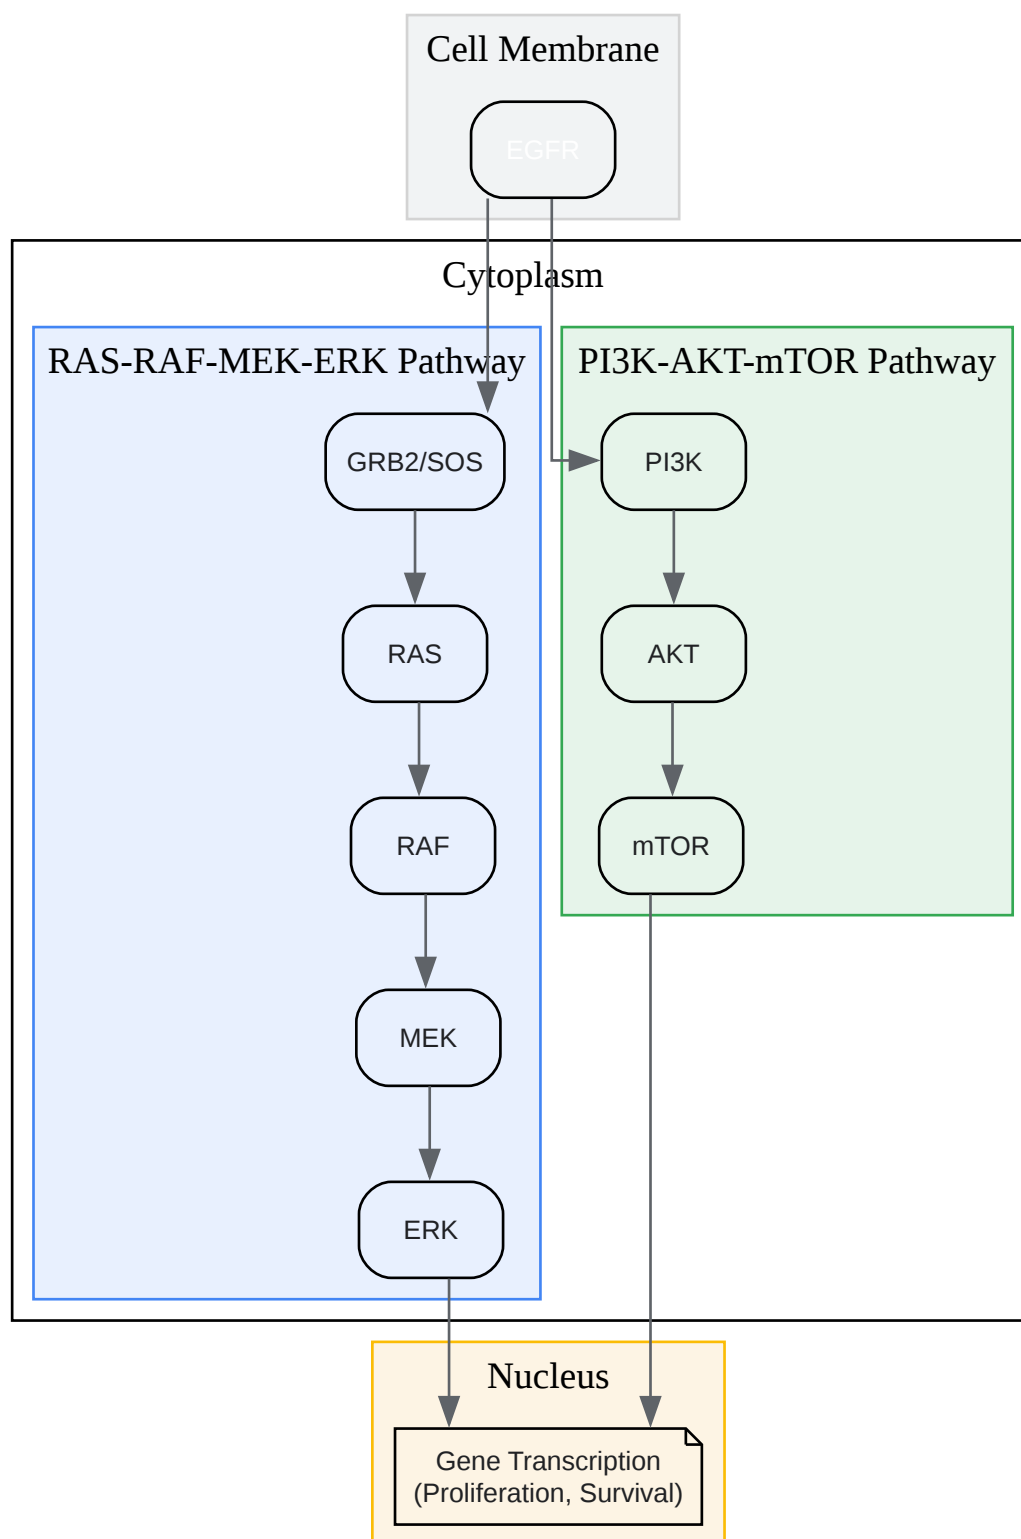 Cell Membrane
EGFR
Cytoplasm
RAS-RAF-MEK-ERK Pathway
PI3K-AKT-mTOR Pathway
GRB2/SOS
PI3K
RAS
AKT
RAF
mTOR
MEK
ERK
Nucleus
Gene Transcription
(Proliferation, Survival)